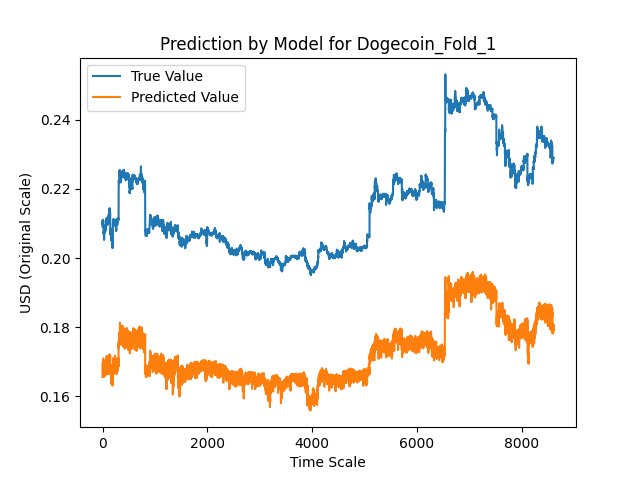 Prediction by Model for Dogecoin_Fold_1
True Value
Predicted Value
USD (Original Scale)
0.24
0.22
0.20
0.18
0.16
0 2000 4000 6000 8000
Time Scale